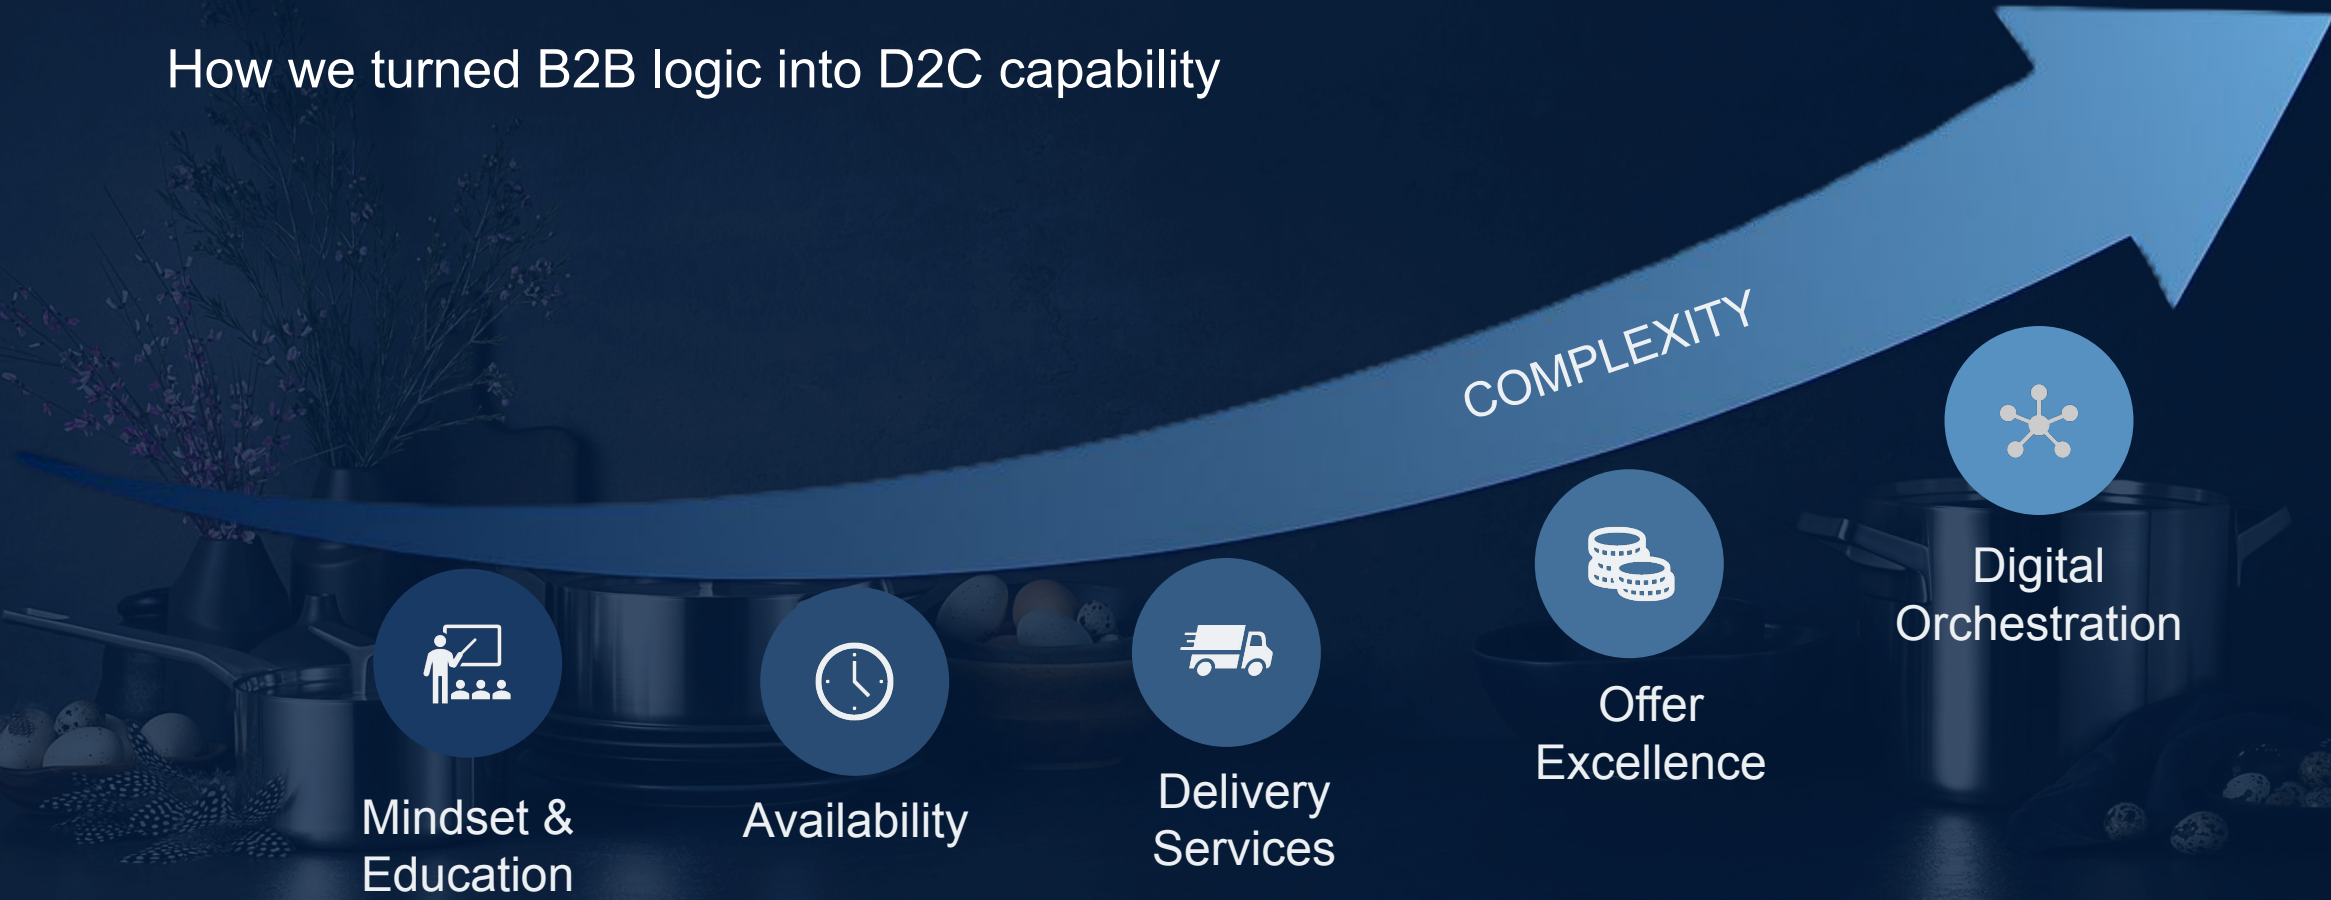 How we turned B2B logic into D2C capability
COMPLEXITY
Mindset &
Education
Availability
Delivery
Services
Offer
Excellence
Digital
Orchestration